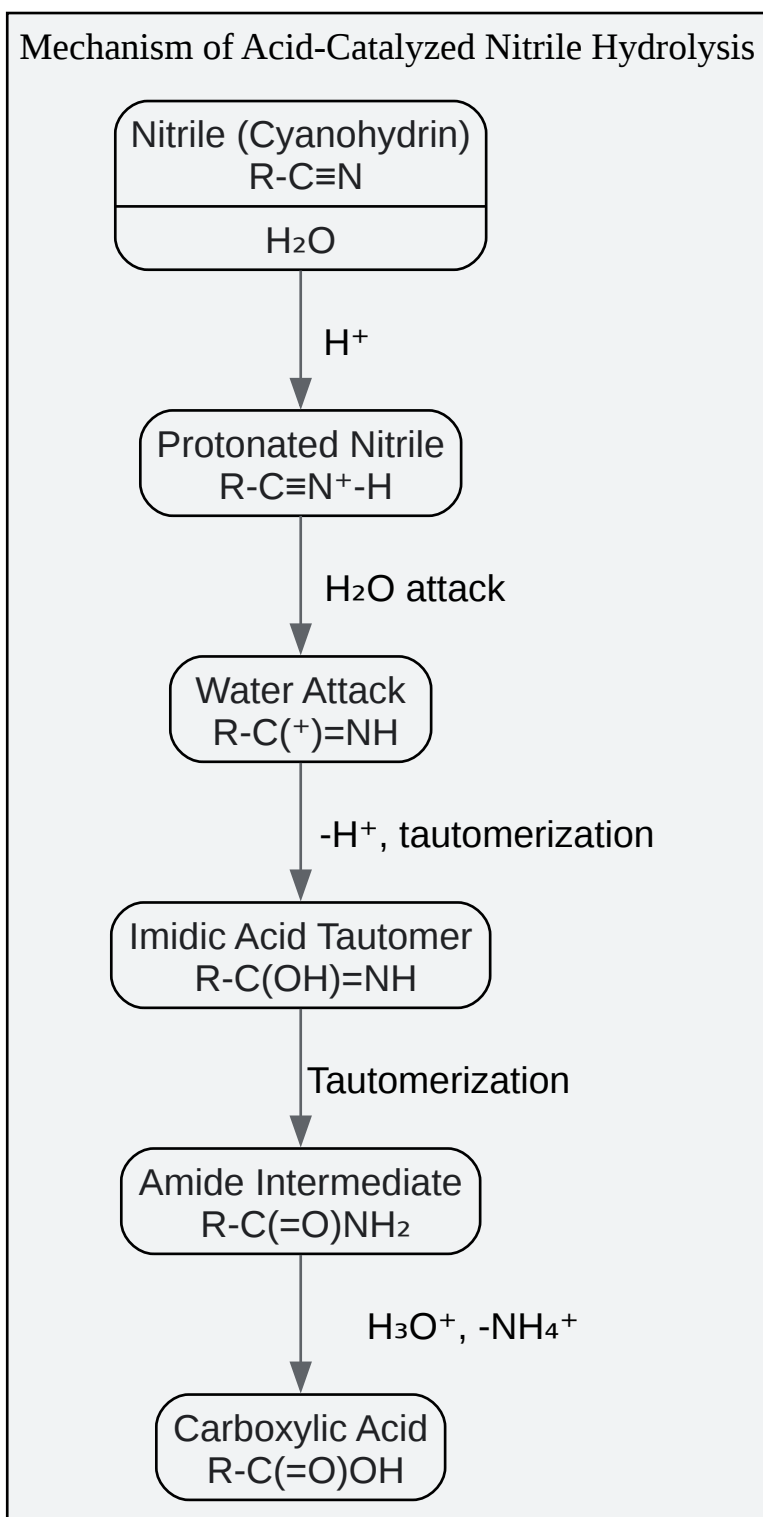 Mechanism of Acid-Catalyzed Nitrile Hydrolysis
Nitrile (Cyanohydrin)
R-C≡N
H₂O
H⁺
Protonated Nitrile
R-C≡N⁺-H
H₂O attack
Water Attack
R-C(⁺)=NH
-H⁺, tautomerization
Imidic Acid Tautomer
R-C(OH)=NH
Tautomerization
Amide Intermediate
R-C(=O)NH₂
H₃O⁺, -NH₄⁺
Carboxylic Acid
R-C(=O)OH